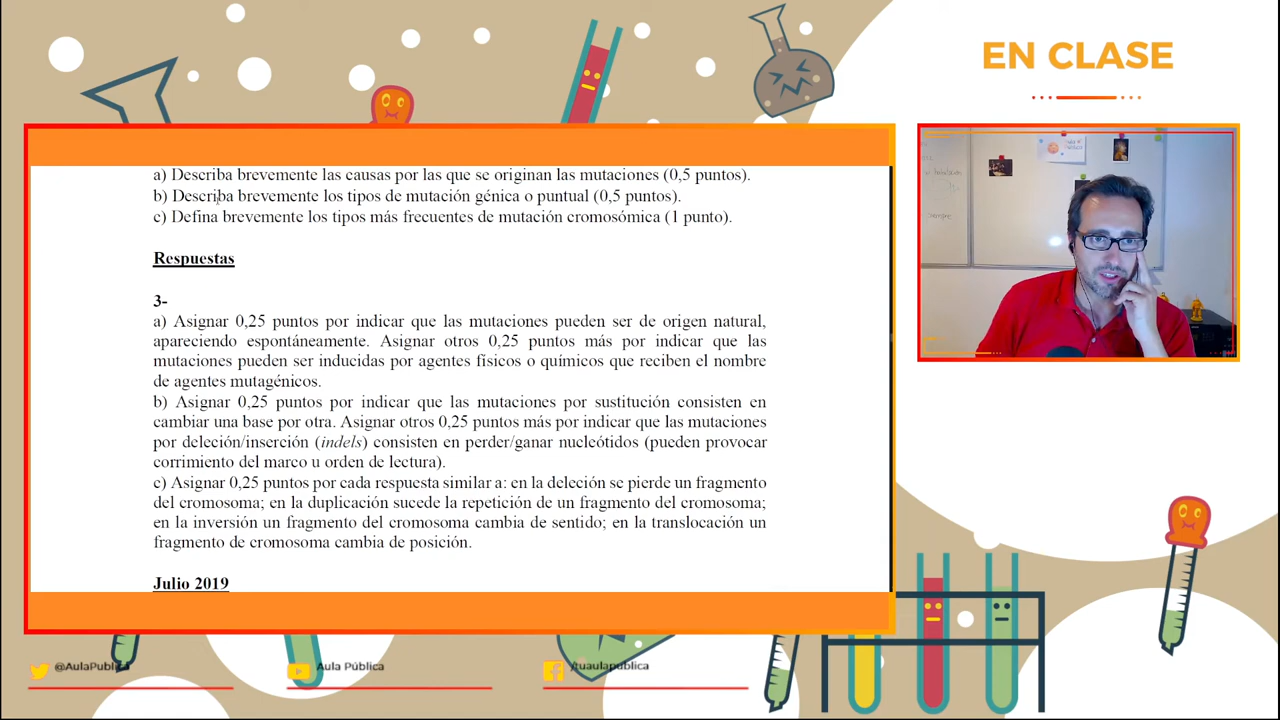 EN CLASE
a) Describa brevemente las causas por las que se originan las mutaciones (0,5 puntos).
b) Describa brevemente los tipos de mutación génica o puntual (0,5 puntos).
c) Defina brevemente los tipos más frecuentes de mutación cromosómica (1 punto).
Respuestas
3-
a) Asignar 0,25 puntos por indicar que las mutaciones pueden ser de origen natural,
apareciendo espontáneamente. Asignar otros 0,25 puntos más por indicar que las
mutaciones pueden ser inducidas por agentes físicos o químicos que reciben el nombre
de agentes mutagénicos.
b) Asignar 0,25 puntos por indicar que las mutaciones por sustitución consisten en
cambiar una base por otra. Asignar otros 0,25 puntos más por indicar que las mutaciones
por deleción/inserción (indels) consisten en perder/ganar nucleótidos (pueden provocar
corrimiento del marco u orden de lectura).
c) Asignar 0,25 puntos por cada respuesta similar a: en la deleción se pierde un fragmento
del cromosoma; en la duplicación sucede la repetición de un fragmento del cromosoma;
en la inversión un fragmento del cromosoma cambia de sentido; en la translocación un
fragmento de cromosoma cambia de posición.
Julio 2019
@AulaPublica
Aula Pública
/tuaulapublica